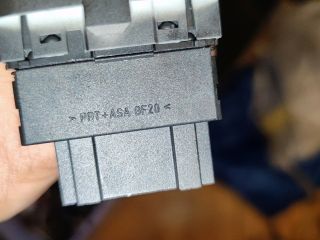 > PBT+ASA GF20 <